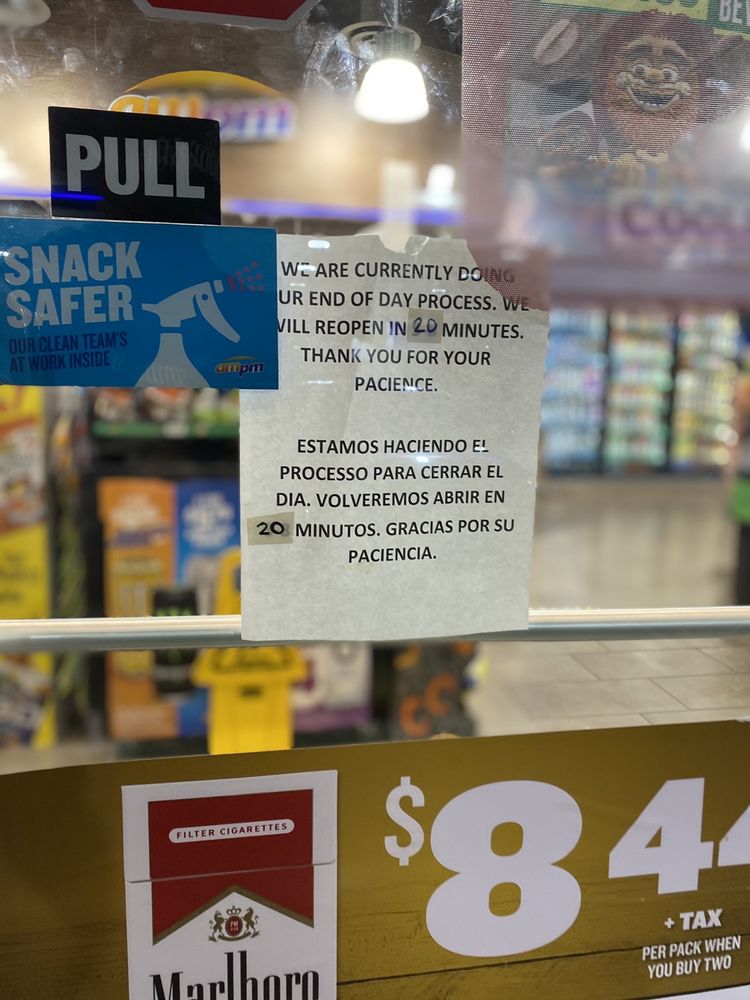 ampm
PULL
SNACK
SAFER
OUR CLEAN TEAM'S
AT WORK INSIDE
ampm
WE ARE CURRENTLY DOING
UR END OF DAY PROCESS. WE
WILL REOPEN IN 20 MINUTES.
THANK YOU FOR YOUR
PACIENCE.
ESTAMOS HACIENDO EL
PROCESSO PARA CERRAR EL
DIA. VOLVEREMOS ABRIR EN
20 MINUTOS. GRACIAS POR SU
PACIENCIA.
FILTER CIGARETTES
Marlboro
$844
+ TAX
PER PACK WHEN
YOU BUY TWO